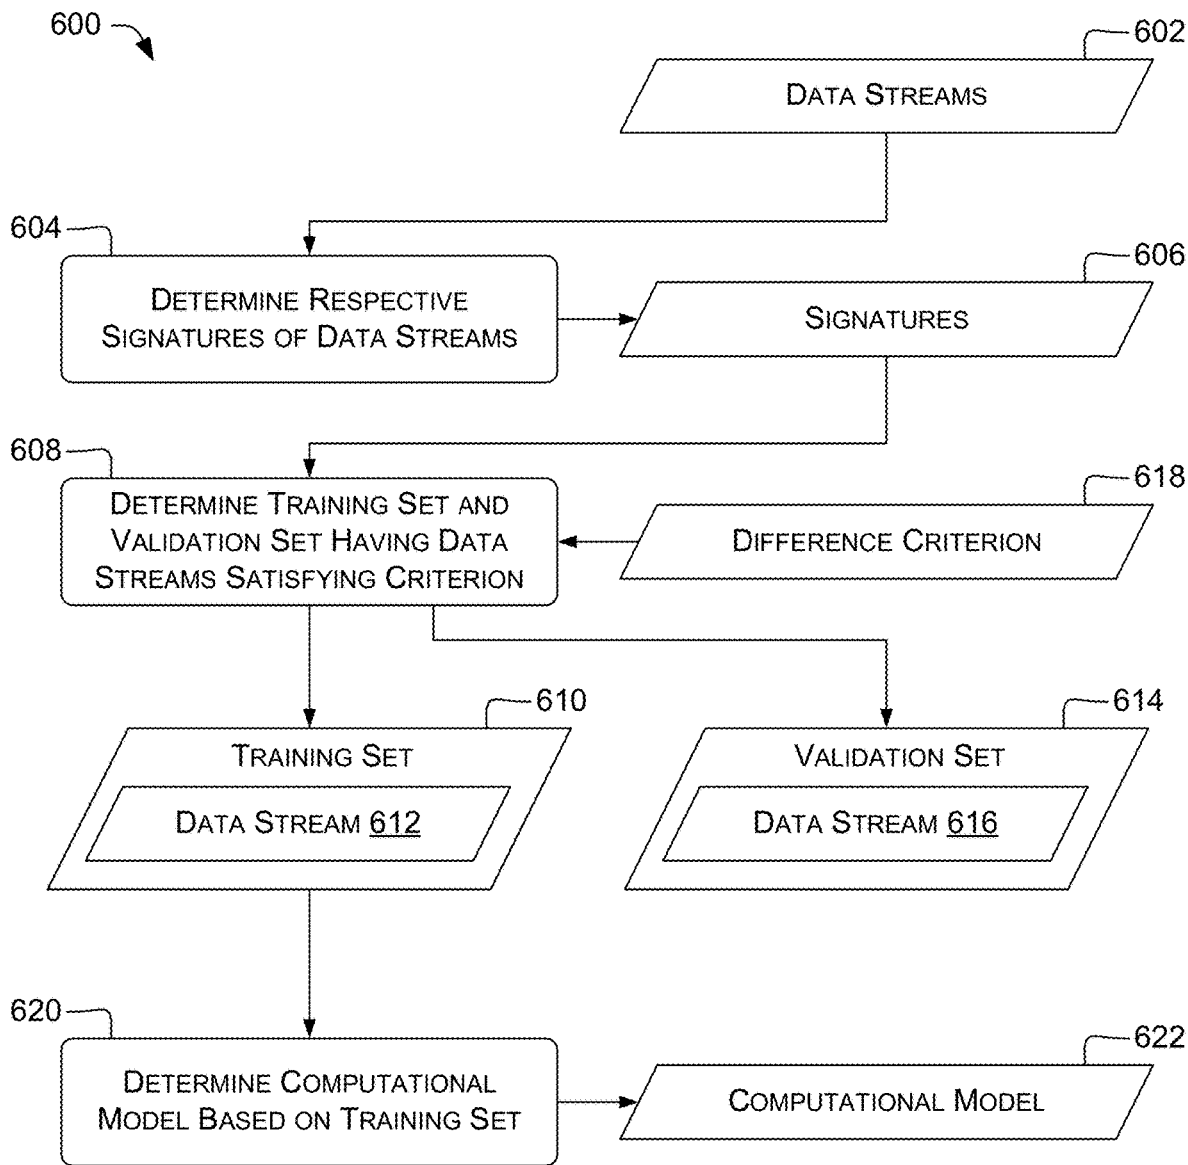 600
602
DATA STREAMS
604
DETERMINE RESPECTIVE
SIGNATURES OF DATA STREAMS
606
SIGNATURES
608
DETERMINE TRAINING SET AND
VALIDATION SET HAVING DATA
STREAMS SATISFYING CRITERION
618
DIFFERENCE CRITERION
610
TRAINING SET
DATA STREAM 612
614
VALIDATION SET
DATA STREAM 616
620
DETERMINE COMPUTATIONAL
MODEL BASED ON TRAINING SET
622
COMPUTATIONAL MODEL